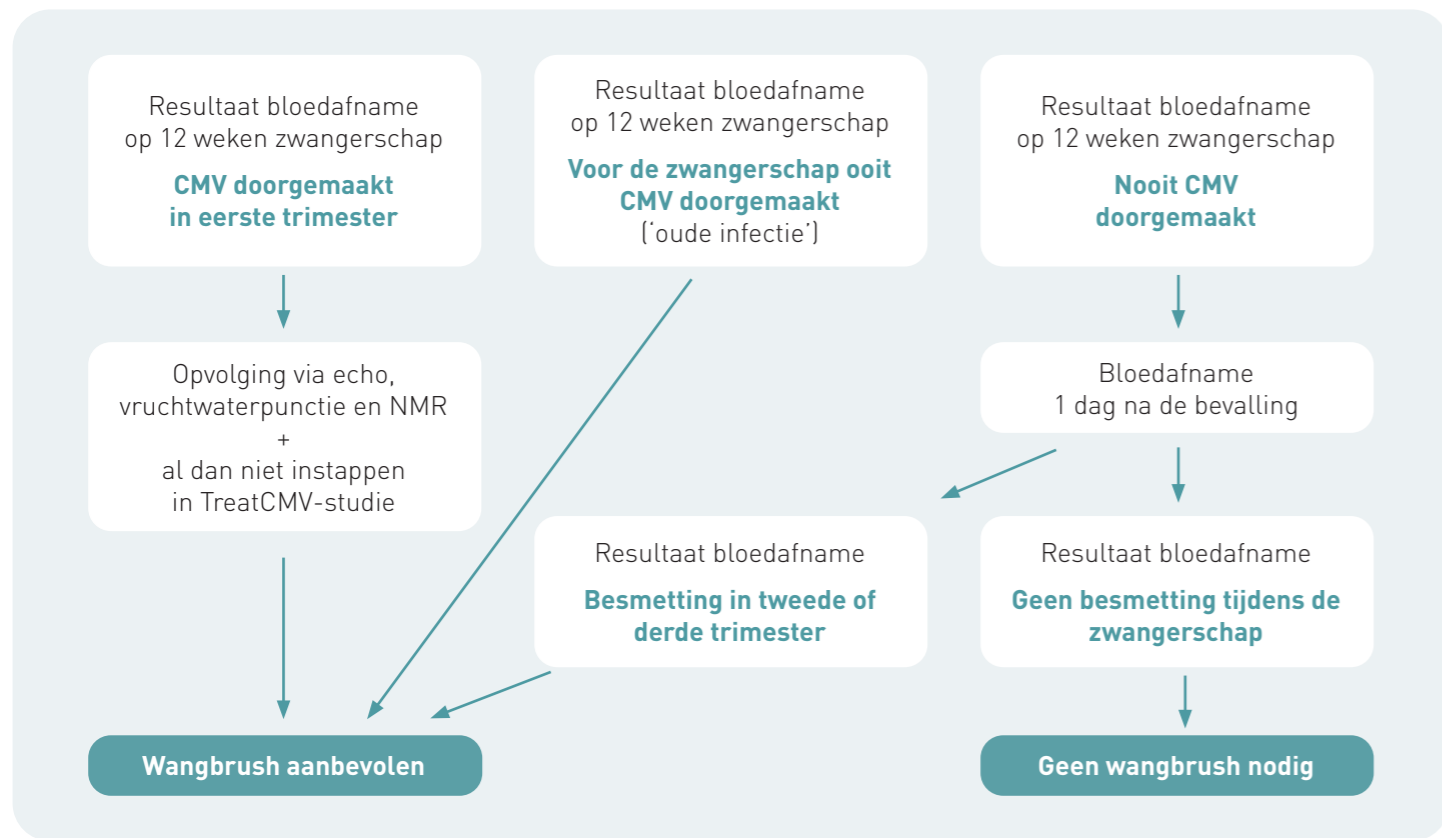 Resultaat bloedafname
op 12 weken zwangerschap
CMV doorgemaakt
in eerste trimester
Resultaat bloedafname
op 12 weken zwangerschap
Voor de zwangerschap ooit
CMV doorgemaakt
(‘oude infectie’)
Resultaat bloedafname
op 12 weken zwangerschap
Nooit CMV
doorgemaakt
Opvolging via echo,
vruchtwaterpunctie en NMR
+
al dan niet instappen
in TreatCMV-studie
Bloedafname
1 dag na de bevalling
Resultaat bloedafname
Besmetting in tweede of
derde trimester
Resultaat bloedafname
Geen besmetting tijdens de
zwangerschap
Wangbrush aanbevolen
Geen wangbrush nodig